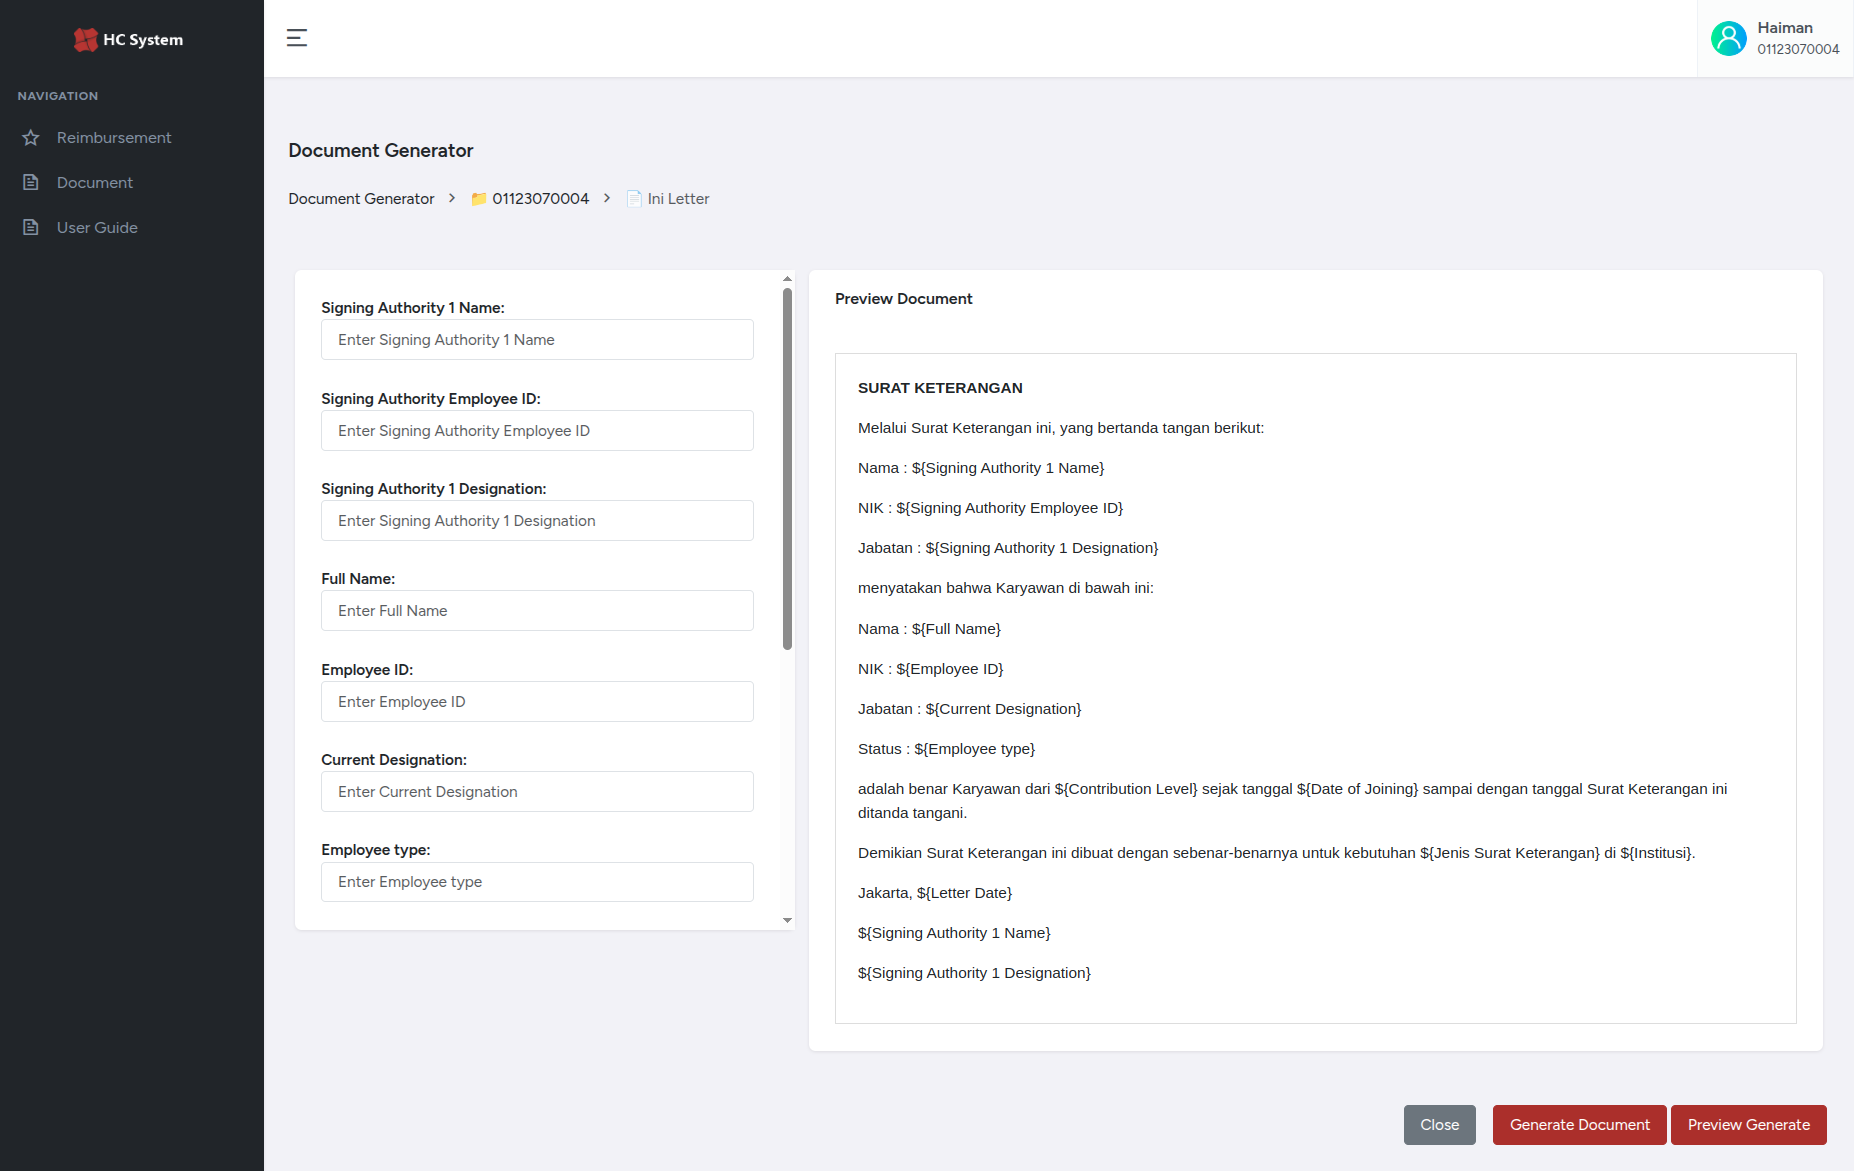 HC System
NAVIGATION
Reimbursement
Document
User Guide
Haiman
01123070004
Document Generator
Document Generator > 01123070004 > Ini Letter
Signing Authority 1 Name:
Enter Signing Authority 1 Name
Signing Authority Employee ID:
Enter Signing Authority Employee ID
Signing Authority 1 Designation:
Enter Signing Authority 1 Designation
Full Name:
Enter Full Name
Employee ID:
Enter Employee ID
Current Designation:
Enter Current Designation
Employee type:
Enter Employee type
Preview Document
SURAT KETERANGAN
Melalui Surat Keterangan ini, yang bertanda tangan berikut:
Nama : ${Signing Authority 1 Name}
NIK : ${Signing Authority Employee ID}
Jabatan : ${Signing Authority 1 Designation}
menyatakan bahwa Karyawan di bawah ini:
Nama : ${Full Name}
NIK : ${Employee ID}
Jabatan : ${Current Designation}
Status : ${Employee type}
adalah benar Karyawan dari ${Contribution Level} sejak tanggal ${Date of Joining} sampai dengan tanggal Surat Keterangan ini
ditanda tangani.
Demikian Surat Keterangan ini dibuat dengan sebenar-benarnya untuk kebutuhan ${Jenis Surat Keterangan} di ${Institusi}.
Jakarta, ${Letter Date}
${Signing Authority 1 Name}
${Signing Authority 1 Designation}
Close
Generate Document
Preview Generate